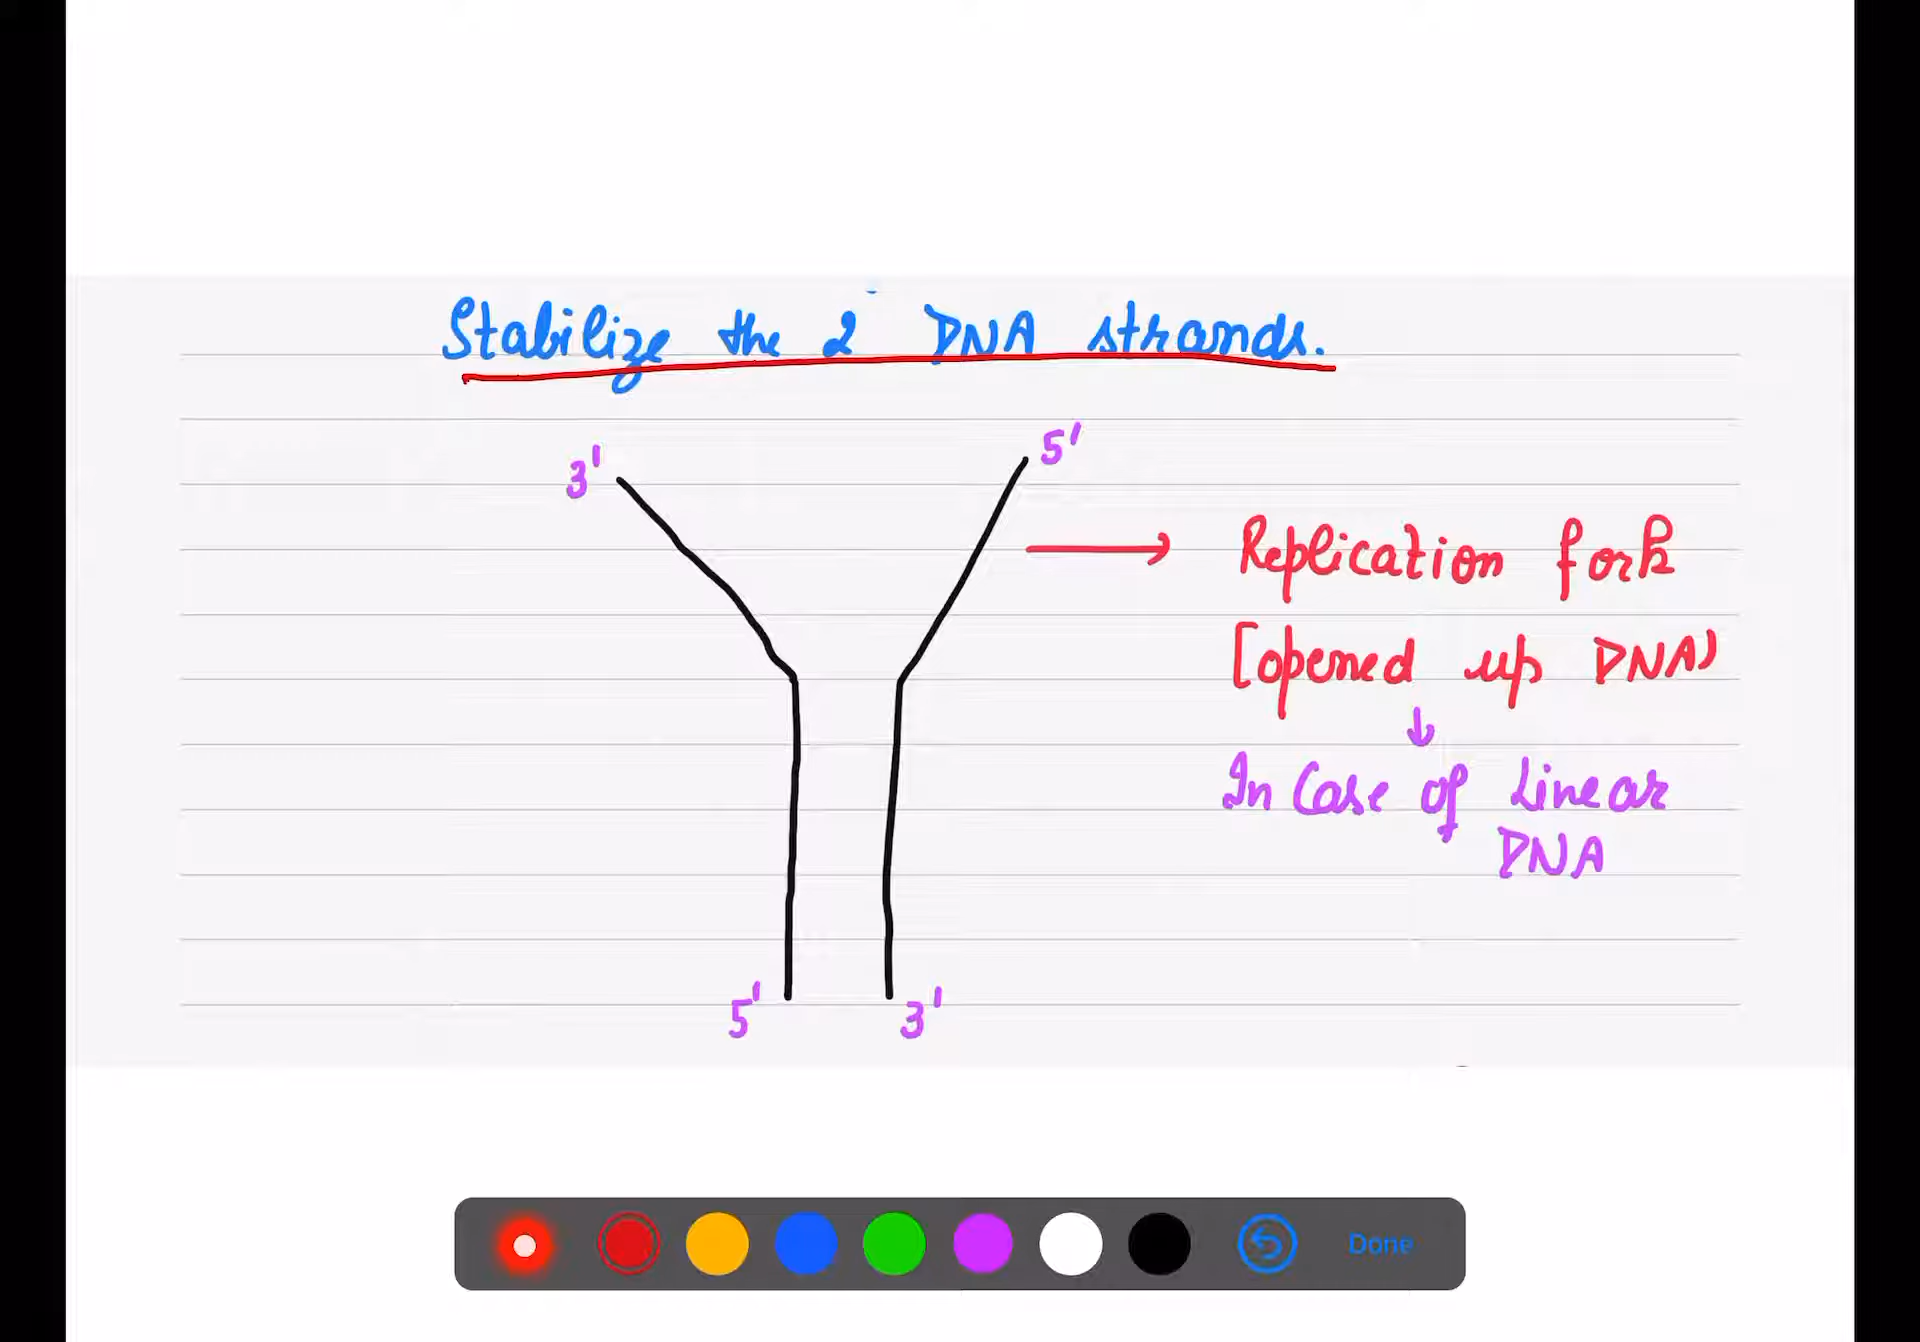 Stabilize the 2 DNA strands.
3' 5'
Replication fork
[opened up DNA)
↓
In Case of Linear
DNA
5' 3'
Done